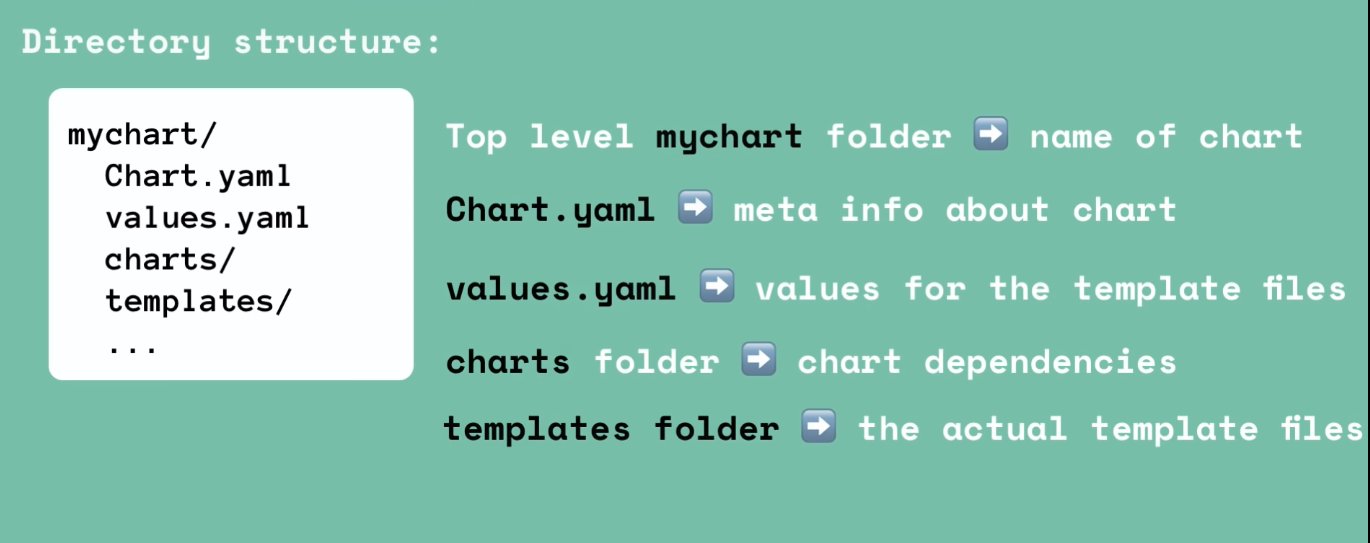 Directory structure:
mychart/
Chart.yaml
values.yaml
charts/
templates/
...
Top level mychart folder ➡️ name of chart
Chart.yaml ➡️ meta info about chart
values.yaml ➡️ values for the template files
charts folder ➡️ chart dependencies
templates folder ➡️ the actual template files